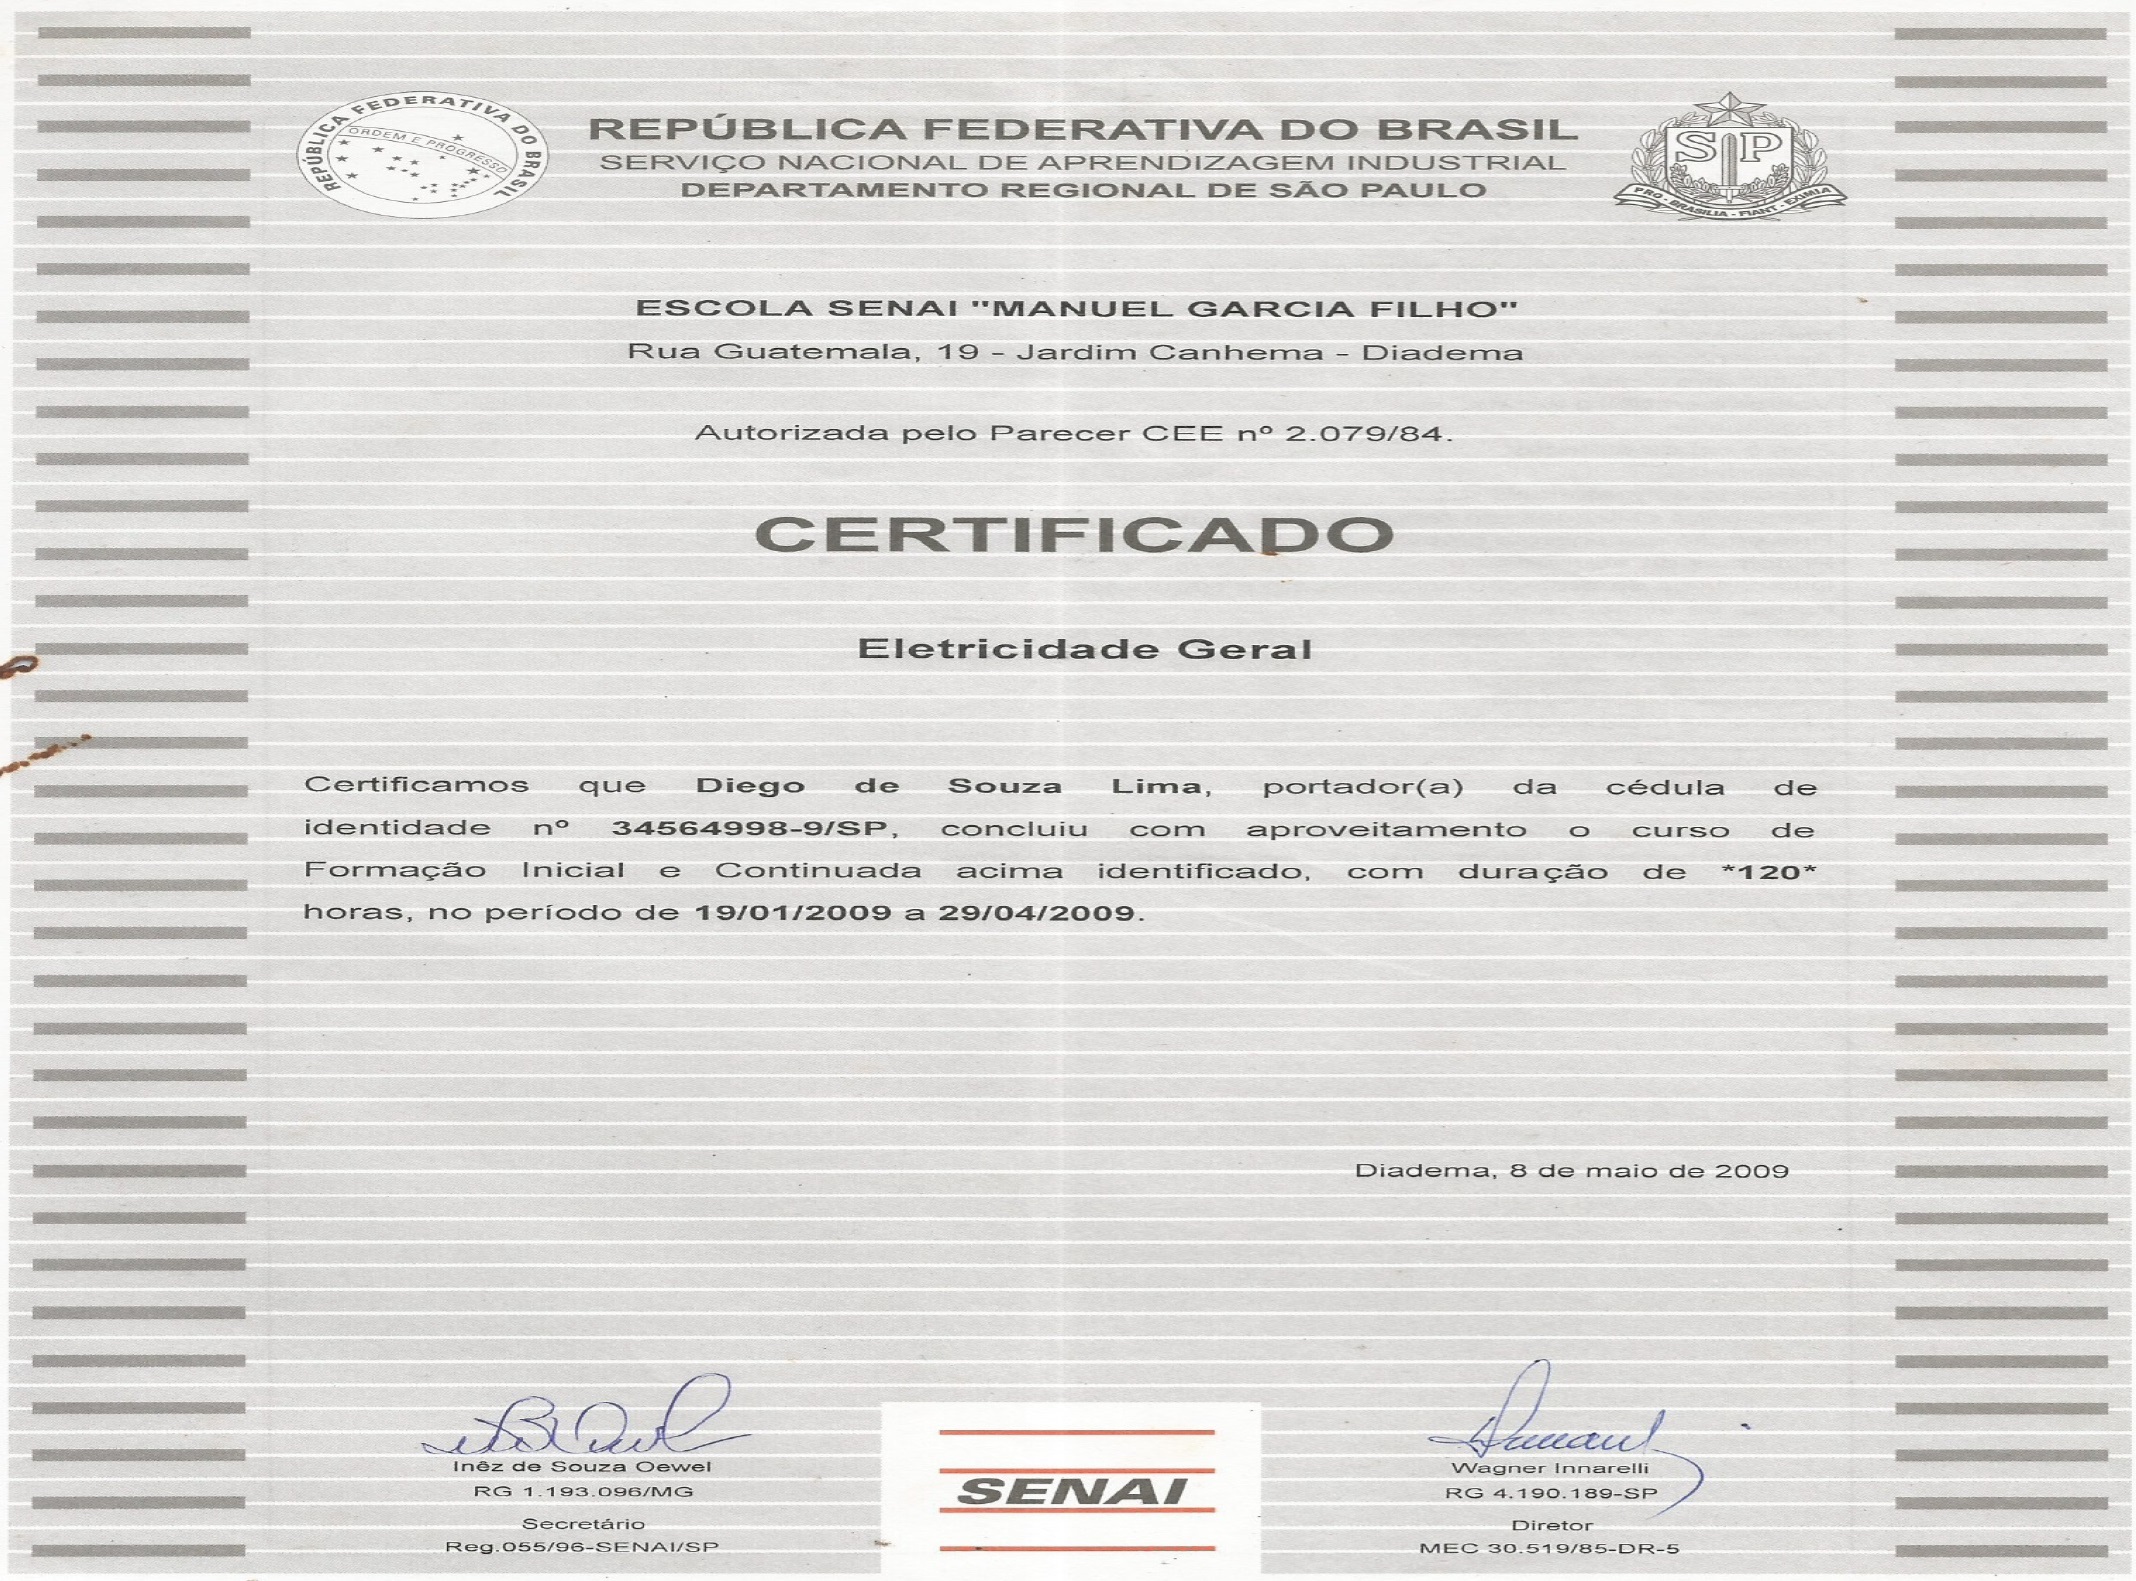 REPÚBLICA FEDERATIVA DO BRASIL
ORDEM E PROGRESSO
REPÚBLICA FEDERATIVA DO BRASIL
SERVIÇO NACIONAL DE APRENDIZAGEM INDUSTRIAL
DEPARTAMENTO REGIONAL DE SÃO PAULO
SP
PRO - BRASILIA - FIANT - EXIMIA
ESCOLA SENAI "MANUEL GARCIA FILHO"
Rua Guatemala, 19 - Jardim Canhema - Diadema
Autorizada pelo Parecer CEE nº 2.079/84.
CERTIFICADO
Eletricidade Geral
Certificamos que Diego de Souza Lima, portador(a) da cédula de
identidade nº 34564998-9/SP, concluiu com aproveitamento o curso de
Formação Inicial e Continuada acima identificado, com duração de *120*
horas, no período de 19/01/2009 a 29/04/2009.
Diadema, 8 de maio de 2009
Inêz de Souza Oewel
RG 1.193.096/MG
Secretário
Reg.055/96-SENAI/SP
SENAI
Wagner Innarelli
RG 4.190.189-SP
Diretor
MEC 30.519/85-DR-5